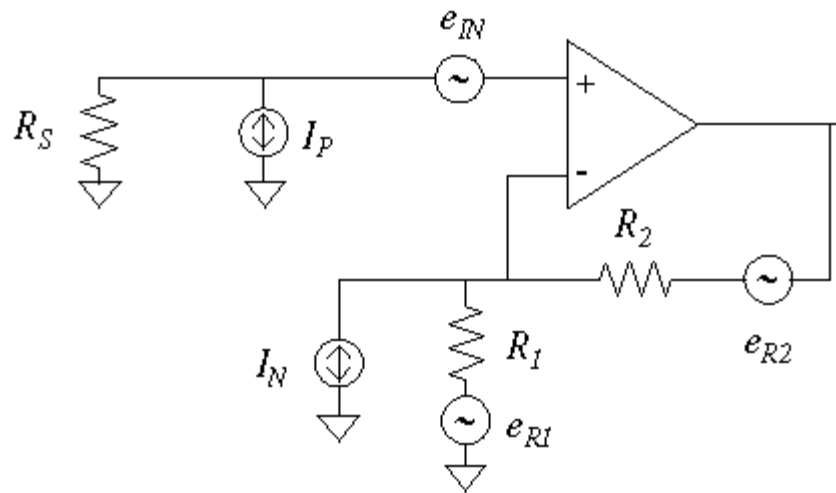 e_IN
R_S
I_P
+
-
R_2
I_N
R_1
e_R2
e_R1